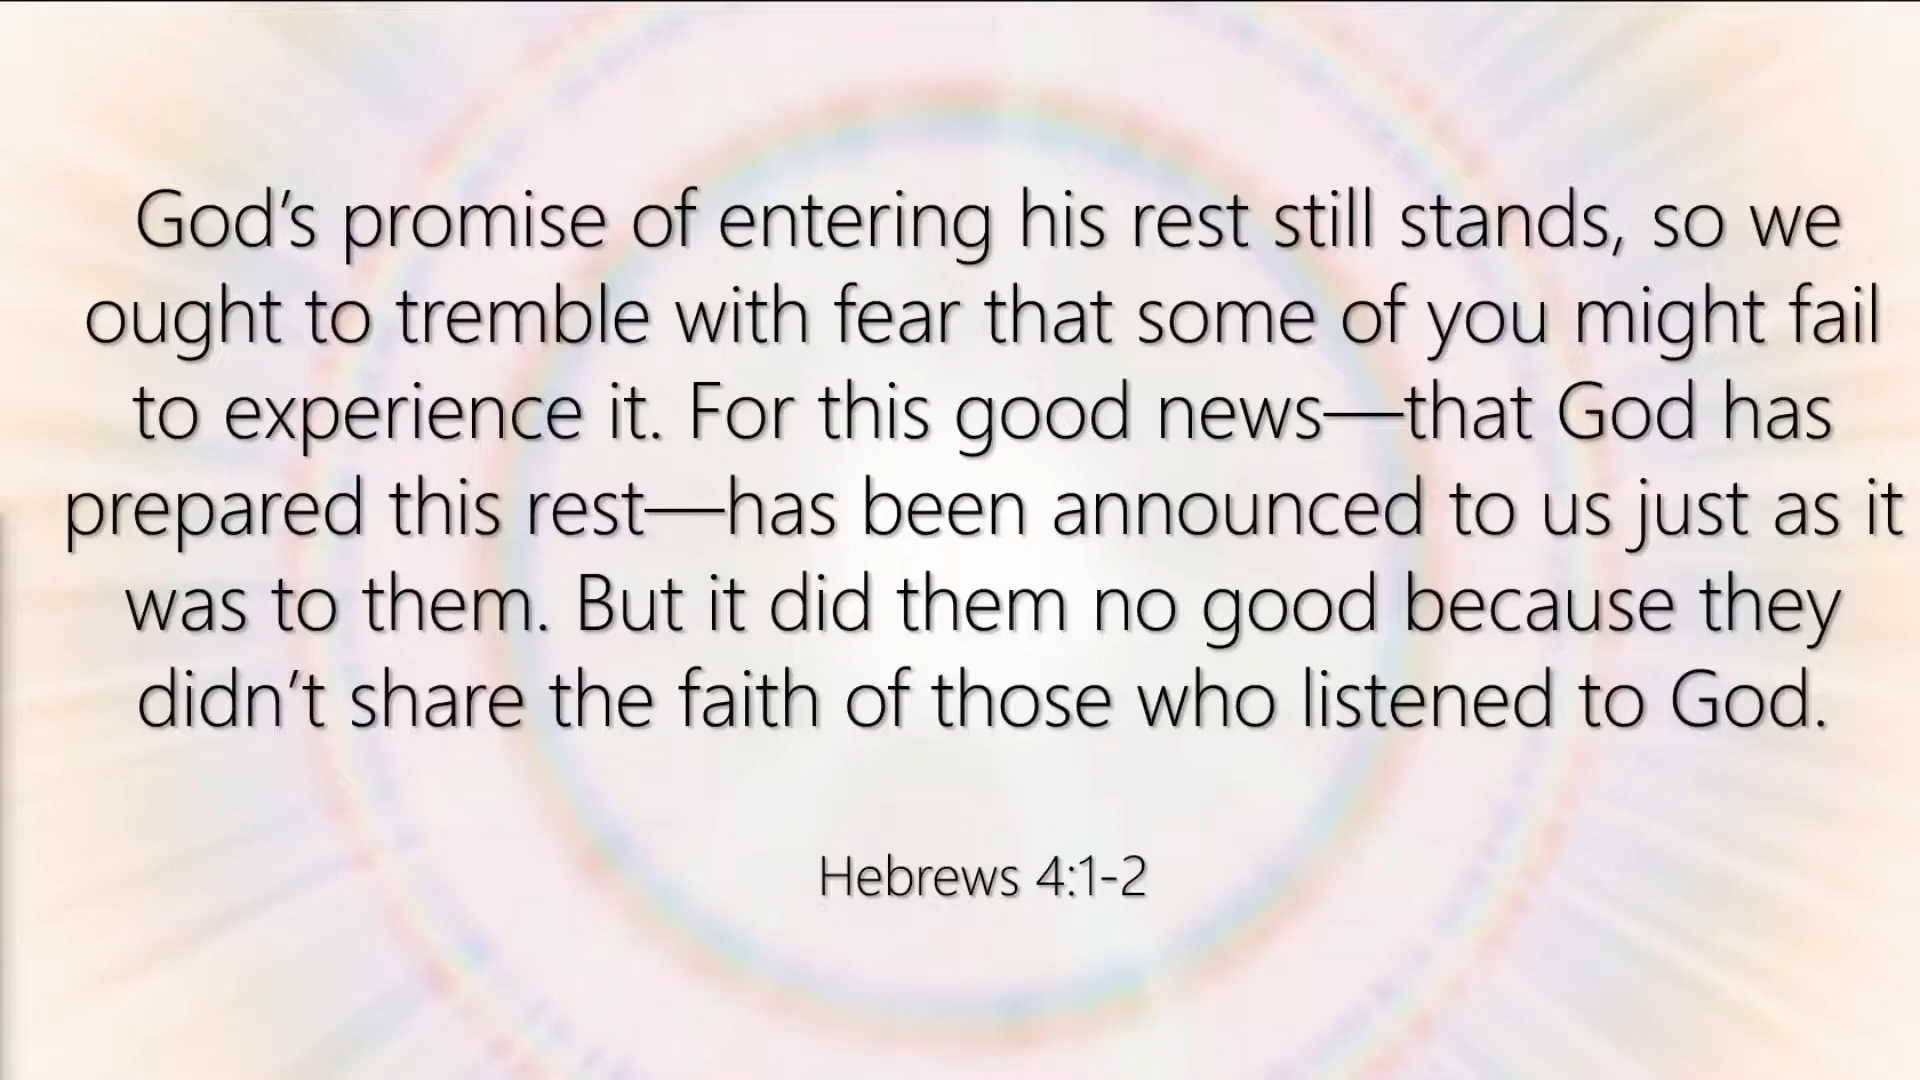 God’s promise of entering his rest still stands, so we
ought to tremble with fear that some of you might fail
to experience it. For this good news—that God has
prepared this rest—has been announced to us just as it
was to them. But it did them no good because they
didn’t share the faith of those who listened to God.
Hebrews 4:1-2